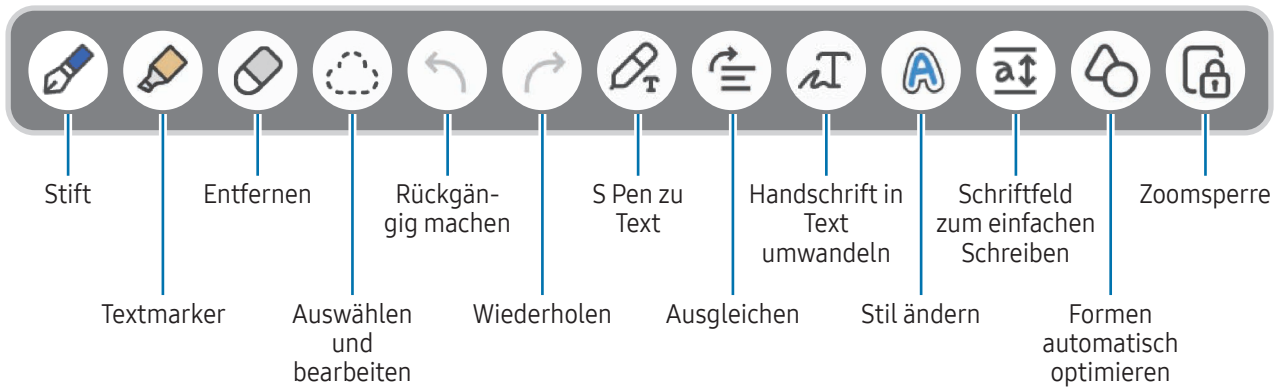 Stift
Entfernen
Rückgän-
gig machen
S Pen zu
Text
Handschrift in
Text
umwandeln
Schriftfeld
zum einfachen
Schreiben
Zoomsperre
Textmarker
Auswählen
und
bearbeiten
Wiederholen
Ausgleichen
Stil ändern
Formen
automatisch
optimieren